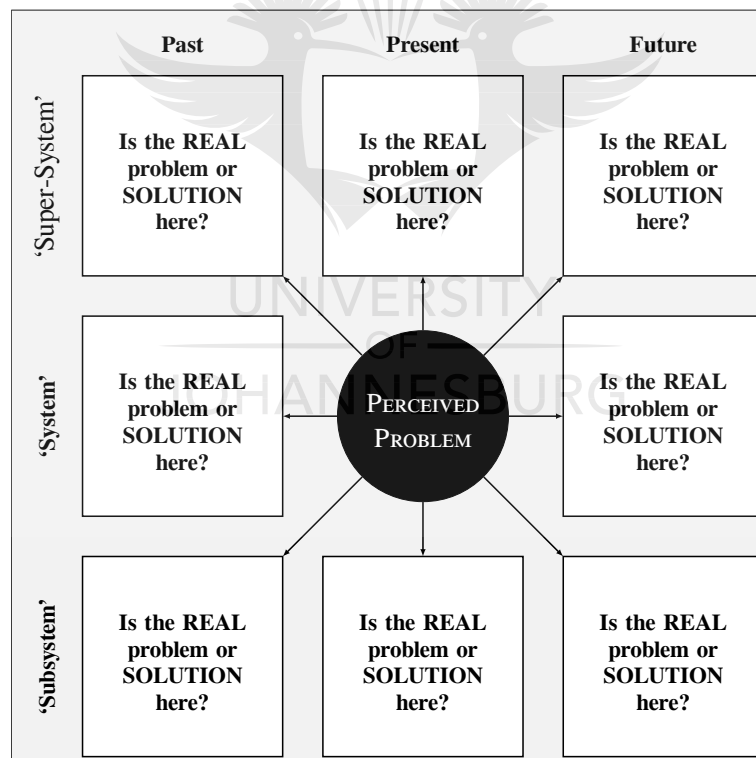 Past Present Future
‘Super-System’
Is the REAL
problem or
SOLUTION
here?
Is the REAL
problem or
SOLUTION
here?
Is the REAL
problem or
SOLUTION
here?
‘System’
Is the REAL
problem or
SOLUTION
here?
PERCEIVED
PROBLEM
Is the REAL
problem or
SOLUTION
here?
‘Subsystem’
Is the REAL
problem or
SOLUTION
here?
Is the REAL
problem or
SOLUTION
here?
Is the REAL
problem or
SOLUTION
here?
UNIVERSITY
OF
JOHANNESBURG